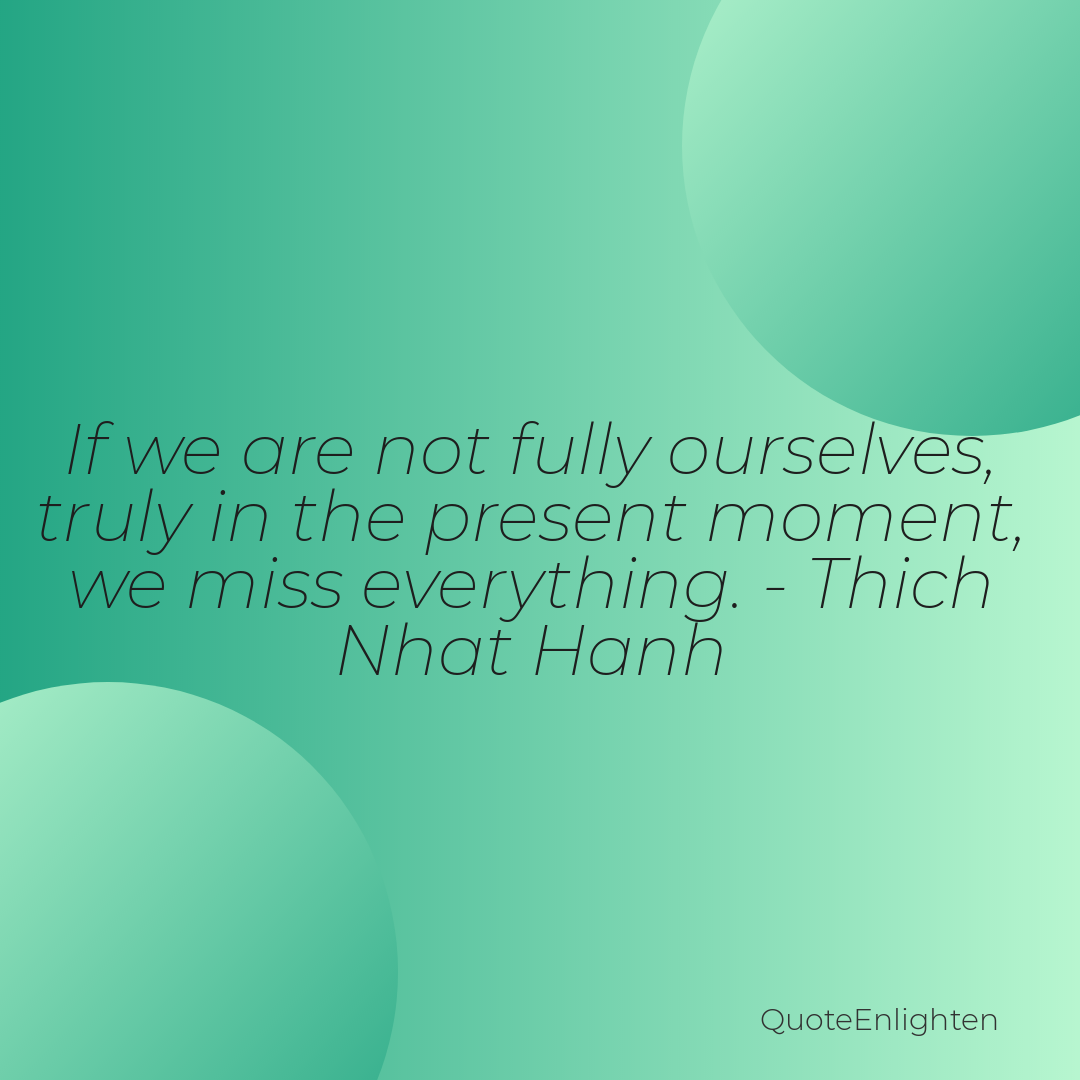 If we are not fully ourselves,
truly in the present moment,
we miss everything. - Thich
Nhat Hanh
QuoteEnlighten